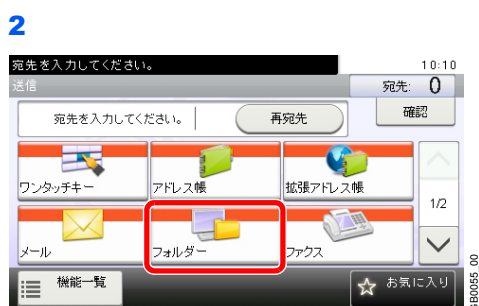 2
宛先を入力してください。 10:10
送信 宛先: 0
宛先を入力してください。 再宛先 確認
ワンタッチキー アドレス帳 拡張アドレス帳
1/2
メール フォルダー ファクス
機能一覧 お気に入り
GB0055_00